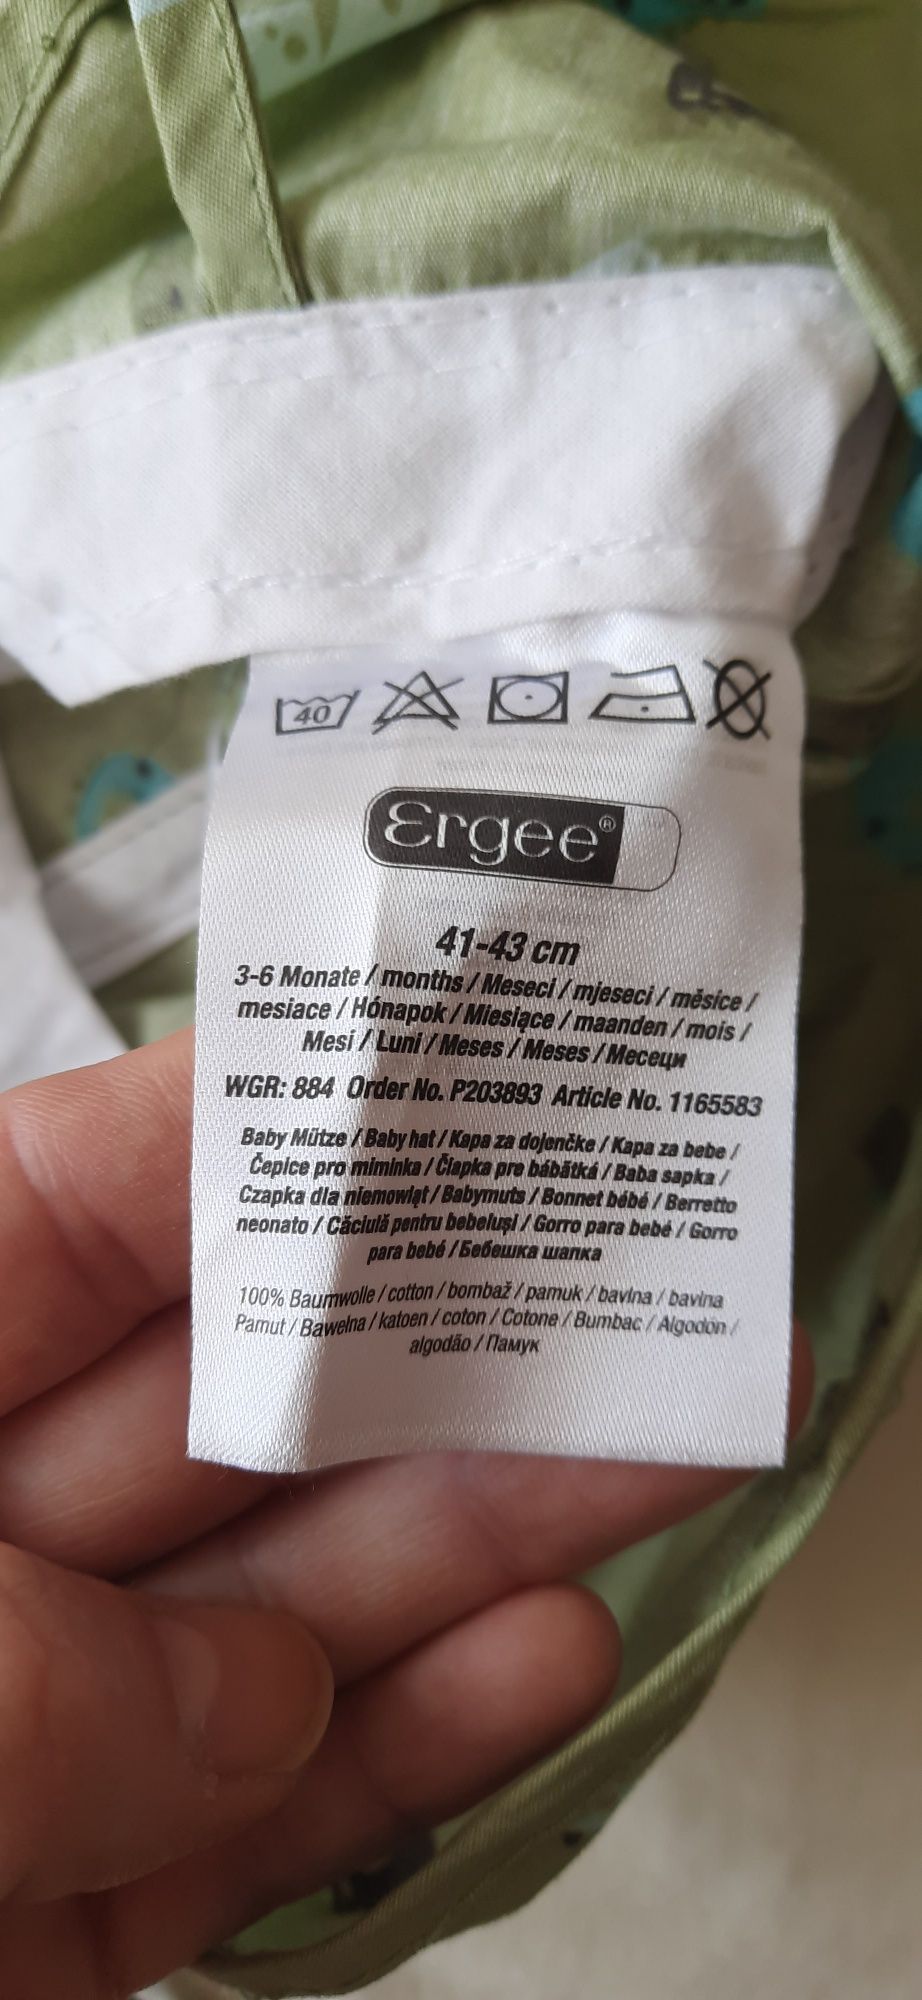 40
Ergee®
41-43 cm
3-6 Monate / months / Meseci / mjeseci / měsíce /
mesiace / Hónapok / Miesiące / maanden / mois /
Mesi / Luni / Meses / Meses / Месеци
WGR: 884 Order No. P203893 Article No. 1165583
Baby Mütze / Baby hat / Kapa za dojenčke / Kapa za bebe /
Čepice pro miminka / Čiapka pre bábätká / Baba sapka /
Czapka dla niemowląt / Babymuts / Bonnet bébé / Berretto
neonato / Căciulă pentru bebeluși / Gorro para bebé / Gorro
para bebé / Бебешка шапка
100% Baumwolle / cotton / bombaž / pamuk / bavlna / bavlna
Pamut / Bawełna / katoen / coton / Cotone / Bumbac / Algodón /
algodão / Памук